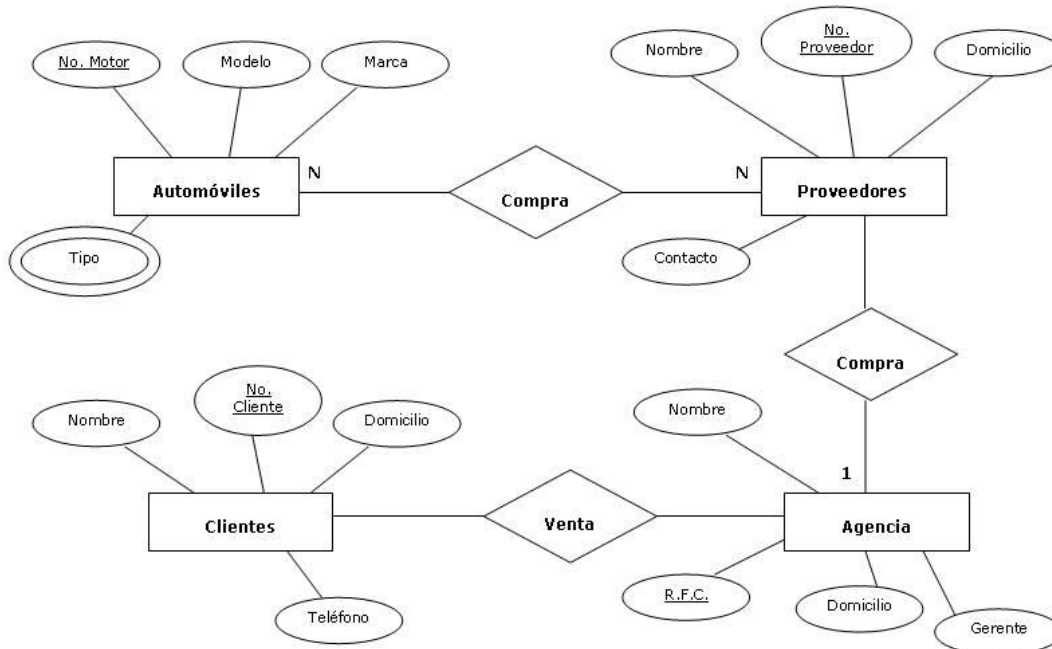 No. Motor
Modelo
Marca
Nombre
No.
Proveedor
Domicilio
Automóviles
N
Compra
N
Proveedores
Tipo
Contacto
Compra
Nombre
No.
Cliente
Domicilio
Nombre
1
Clientes
Venta
Agencia
R.F.C.
Domicilio
Teléfono
Gerente